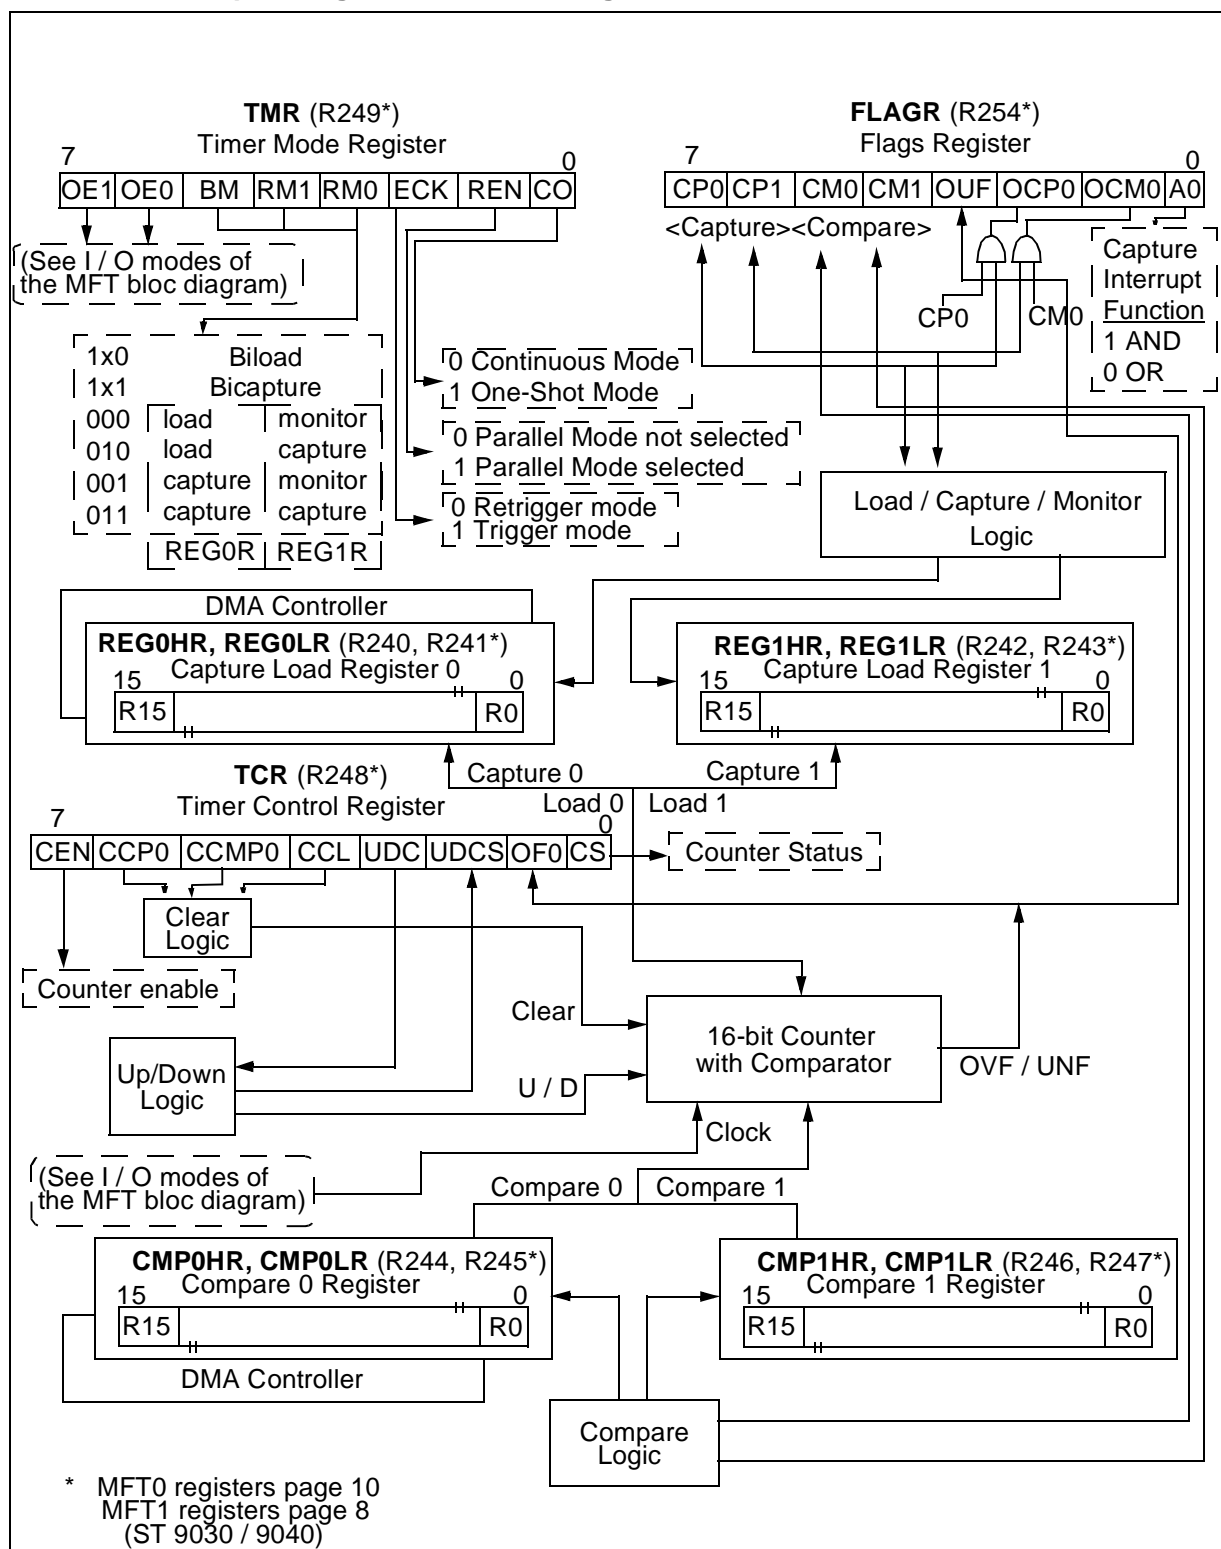 TMR (R249*)
Timer Mode Register
7 0
OE1 OE0 BM RM1 RM0 ECK REN CO
(See I / O modes of
the MFT bloc diagram)
1x0 Biload
1x1 Bicapture
000 load monitor
010 load capture
001 capture monitor
011 capture capture
REG0R REG1R
0 Continuous Mode
1 One-Shot Mode
0 Parallel Mode not selected
1 Parallel Mode selected
0 Retrigger mode
1 Trigger mode
FLAGR (R254*)
Flags Register
7 0
CP0 CP1 CM0 CM1 OUF OCP0 OCM0 A0
<Capture> <Compare>
CP0 CM0
Capture
Interrupt
Function
1 AND
0 OR
Load / Capture / Monitor
Logic
DMA Controller
REG0HR, REG0LR (R240, R241*)
Capture Load Register 0
15 0
R15 R0
REG1HR, REG1LR (R242, R243*)
Capture Load Register 1
15 0
R15 R0
Capture 0 Capture 1
Load 0 Load 1
TCR (R248*)
Timer Control Register
7 0
CEN CCP0 CCMP0 CCL UDC UDCS OF0 CS
Counter Status
Clear
Logic
Counter enable
Clear
16-bit Counter
with Comparator
OVF / UNF
Up/Down
Logic
U / D
Clock
(See I / O modes of
the MFT bloc diagram)
Compare 0 Compare 1
CMP0HR, CMP0LR (R244, R245*)
Compare 0 Register
15 0
R15 R0
DMA Controller
CMP1HR, CMP1LR (R246, R247*)
Compare 1 Register
15 0
R15 R0
Compare
Logic
* MFT0 registers page 10
MFT1 registers page 8
(ST 9030 / 9040)